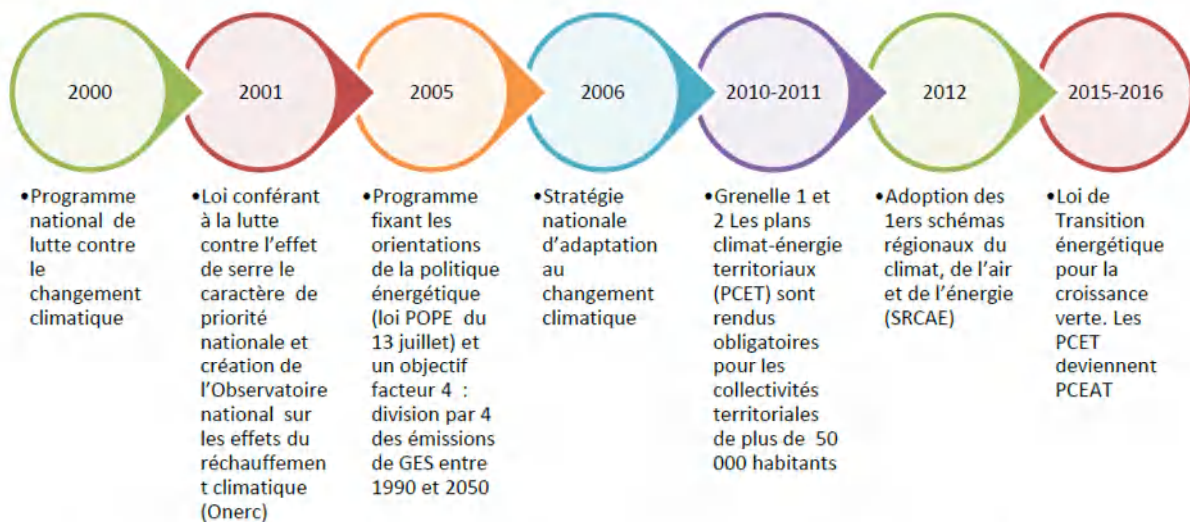 2000
2001
2005
2006
2010-2011
2012
2015-2016
•Programme
national de
lutte contre
le
changement
climatique
•Loi conférant
à la lutte
contre l'effet
de serre le
caractère de
priorité
nationale et
création de
l'Observatoire
national sur
les effets du
réchauffemen
t climatique
(Onerc)
•Programme
fixant les
orientations
de la politique
énergétique
(loi POPE du
13 juillet) et
un objectif
facteur 4 :
division par 4
des émissions
de GES entre
1990 et 2050
•Stratégie
nationale
d'adaptation
au
changement
climatique
•Grenelle 1 et
2 Les plans
climat-énergie
territoriaux
(PCET) sont
rendus
obligatoires
pour les
collectivités
territoriales
de plus de 50
000 habitants
•Adoption des
1ers schémas
régionaux du
climat, de l'air
et de l'énergie
(SRCAE)
•Loi de
Transition
énergétique
pour la
croissance
verte. Les
PCET
deviennent
PCEAT